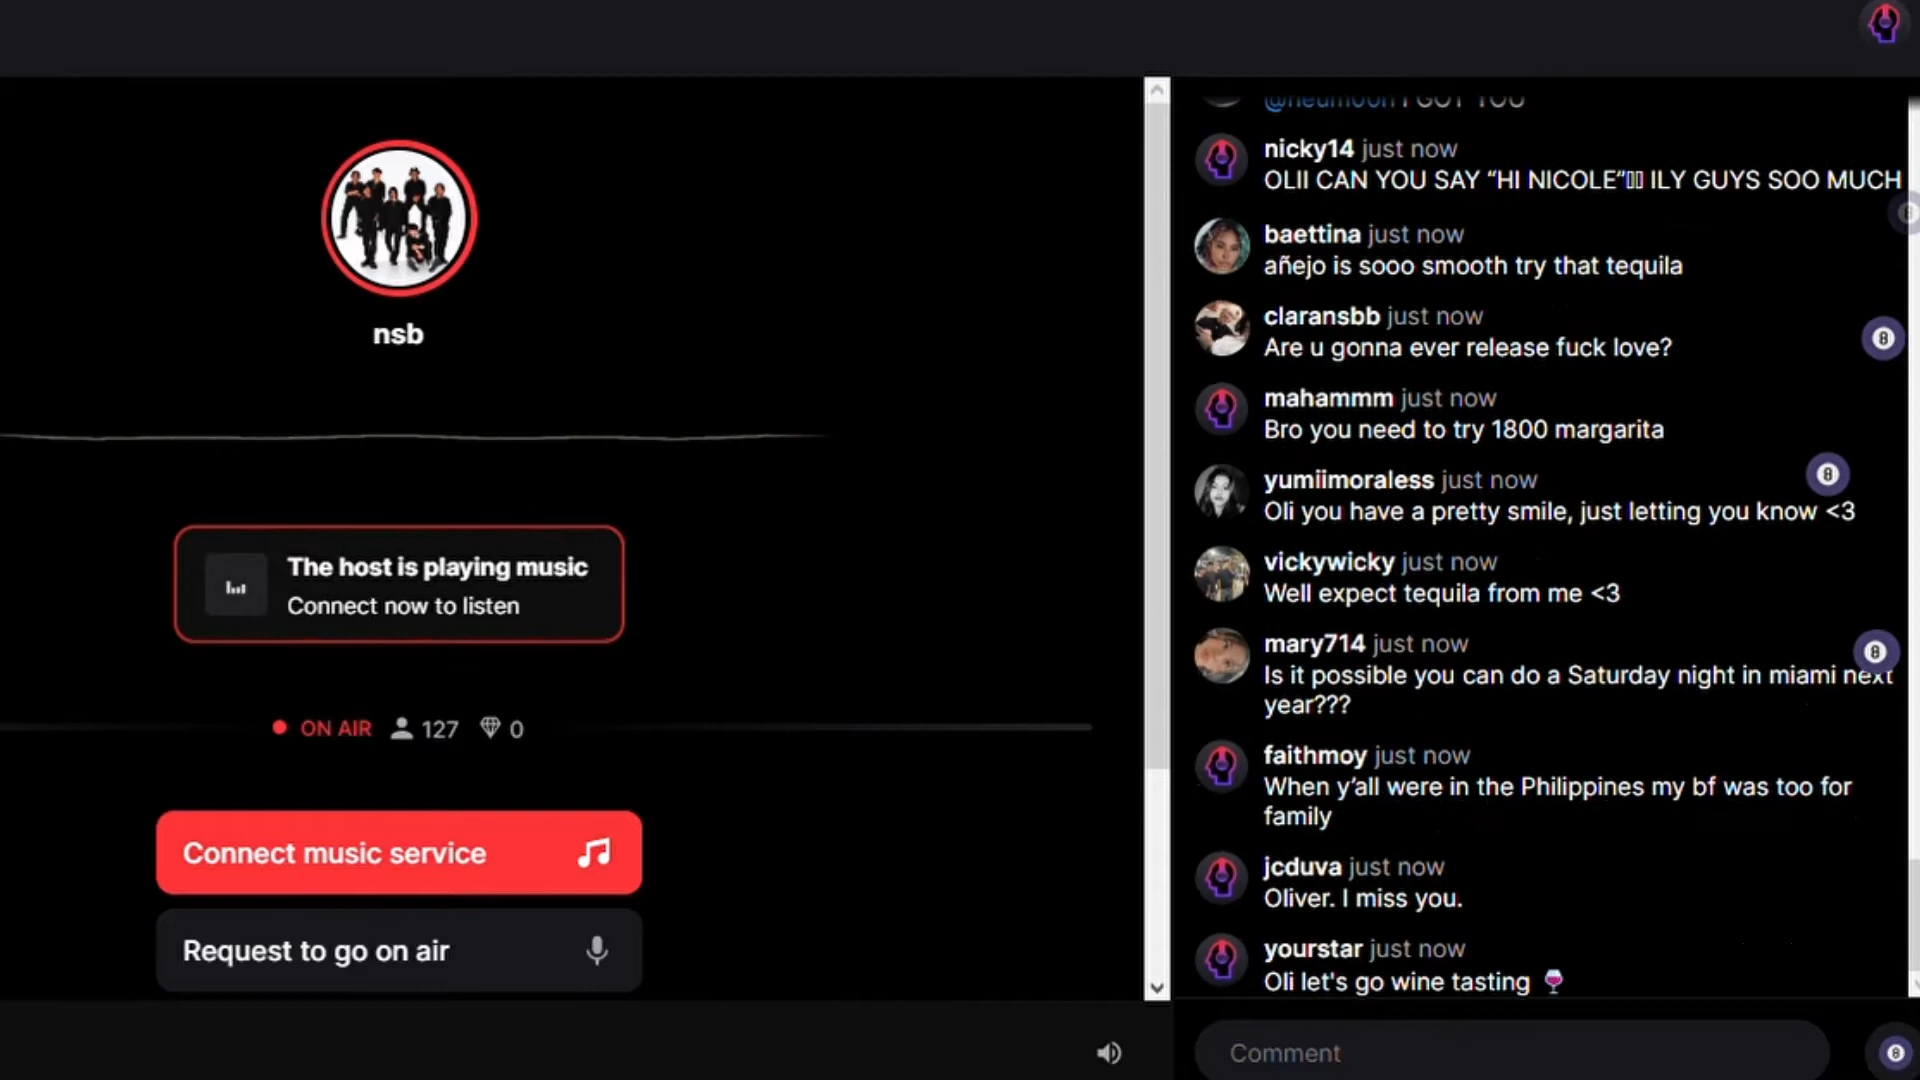 nsb
The host is playing music
Connect now to listen
ON AIR 127 0
Connect music service
Request to go on air
I GOT YOU
nicky14 just now
OLII CAN YOU SAY “HI NICOLE” ILY GUYS SOO MUCH
baettina just now
añejo is sooo smooth try that tequila
claransbb just now
Are u gonna ever release fuck love?
mahammm just now
Bro you need to try 1800 margarita
yumiimoraless just now
Oli you have a pretty smile, just letting you know <3
vickywicky just now
Well expect tequila from me <3
mary714 just now
Is it possible you can do a Saturday night in miami next
year???
faithmoy just now
When y’all were in the Philippines my bf was too for
family
jcduva just now
Oliver. I miss you.
yourstar just now
Oli let's go wine tasting 🍷
Comment